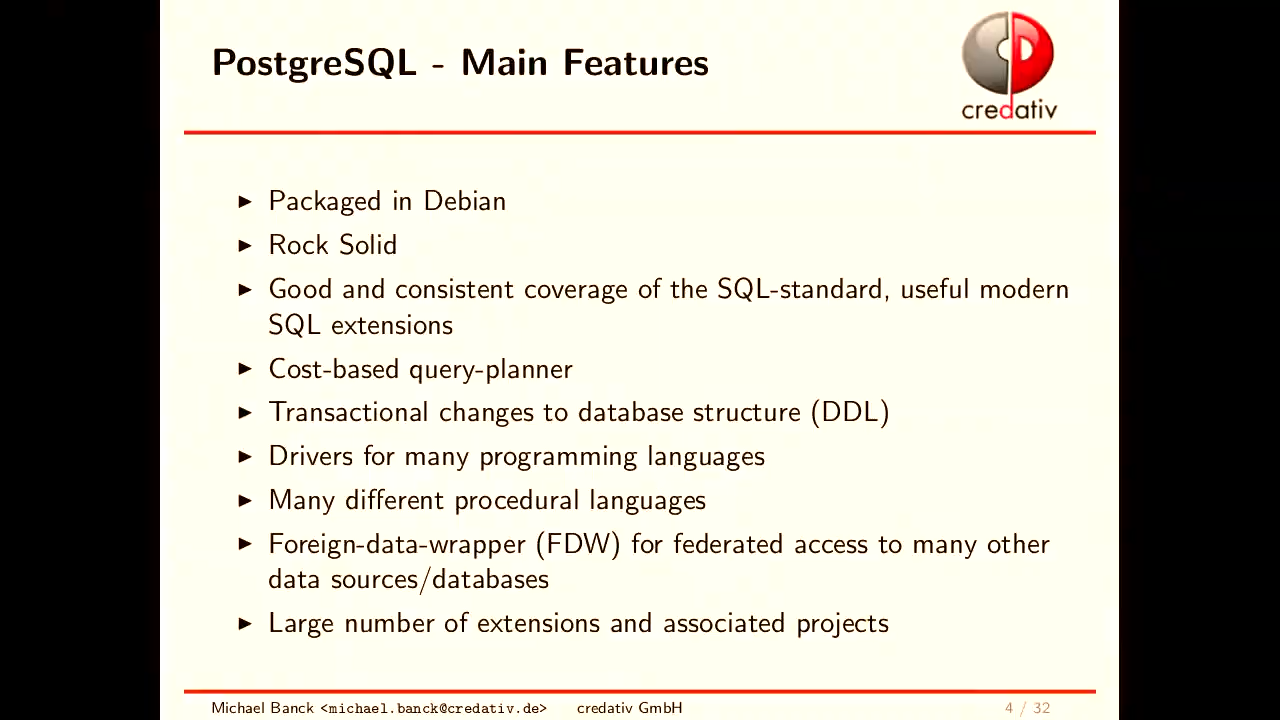 PostgreSQL - Main Features
credativ
► Packaged in Debian
► Rock Solid
► Good and consistent coverage of the SQL-standard, useful modern
SQL extensions
► Cost-based query-planner
► Transactional changes to database structure (DDL)
► Drivers for many programming languages
► Many different procedural languages
► Foreign-data-wrapper (FDW) for federated access to many other
data sources/databases
► Large number of extensions and associated projects
Michael Banck <michael.banck@credativ.de> credativ GmbH 4 / 32